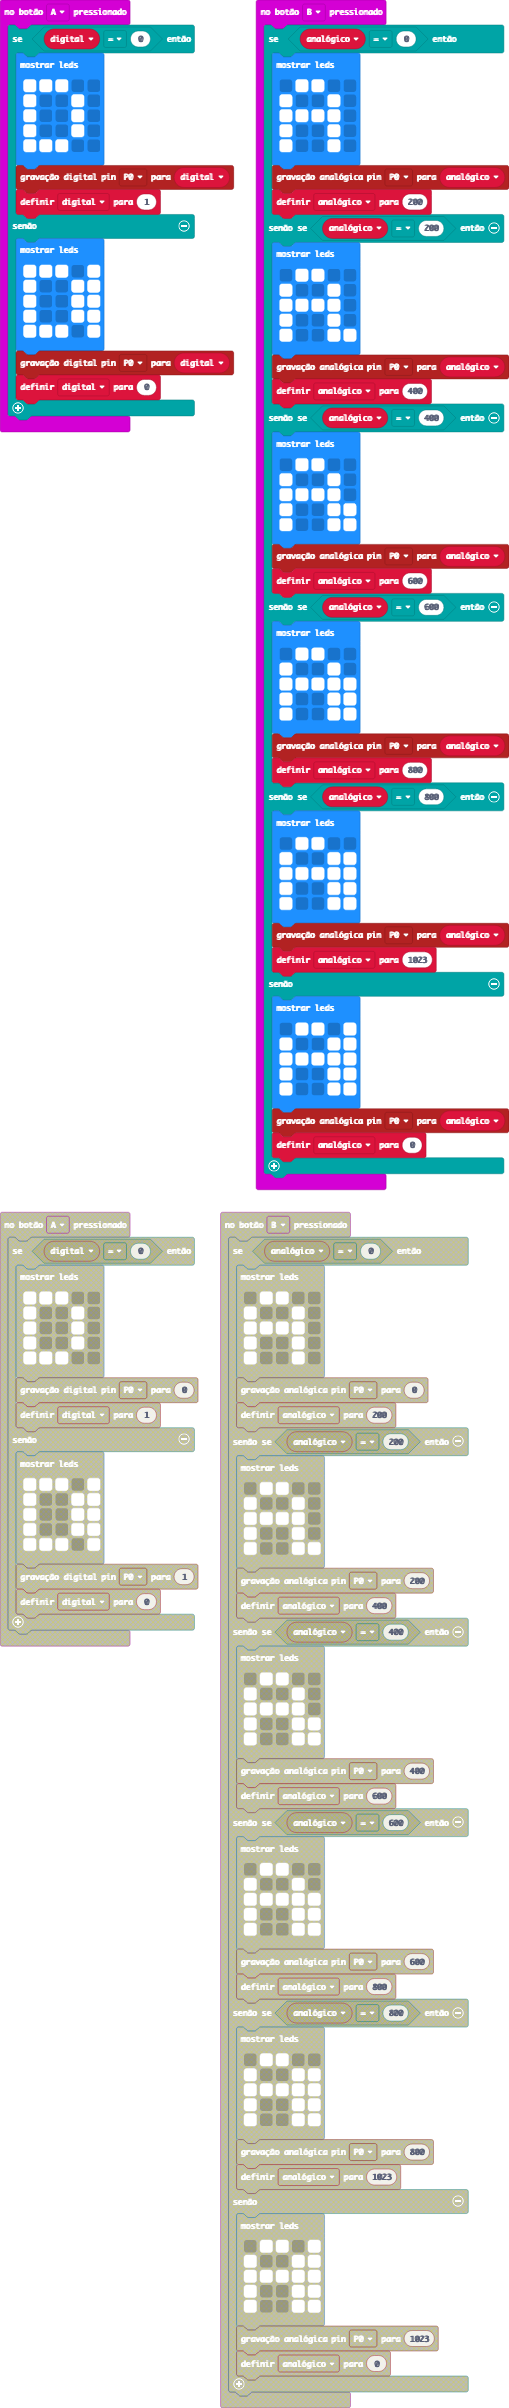 no botão A pressionado
se digital = 0 então
mostrar leds
gravação digital pin P0 para digital
definir digital para 1
senão
mostrar leds
gravação digital pin P0 para digital
definir digital para 0
no botão B pressionado
se analógico = 0 então
mostrar leds
gravação analógica pin P0 para analógico
definir analógico para 200
senão se analógico = 200 então
mostrar leds
gravação analógica pin P0 para analógico
definir analógico para 400
senão se analógico = 400 então
mostrar leds
gravação analógica pin P0 para analógico
definir analógico para 600
senão se analógico = 600 então
mostrar leds
gravação analógica pin P0 para analógico
definir analógico para 800
senão se analógico = 800 então
mostrar leds
gravação analógica pin P0 para analógico
definir analógico para 1023
senão
mostrar leds
gravação analógica pin P0 para analógico
definir analógico para 0
no botão A pressionado
se digital = 0 então
mostrar leds
gravação digital pin P0 para 0
definir digital para 1
senão
mostrar leds
gravação digital pin P0 para 1
definir digital para 0
no botão B pressionado
se analógico = 0 então
mostrar leds
gravação analógica pin P0 para 0
definir analógico para 200
senão se analógico = 200 então
mostrar leds
gravação analógica pin P0 para 200
definir analógico para 400
senão se analógico = 400 então
mostrar leds
gravação analógica pin P0 para 400
definir analógico para 600
senão se analógico = 600 então
mostrar leds
gravação analógica pin P0 para 600
definir analógico para 800
senão se analógico = 800 então
mostrar leds
gravação analógica pin P0 para 800
definir analógico para 1023
senão
mostrar leds
gravação analógica pin P0 para 1023
definir analógico para 0